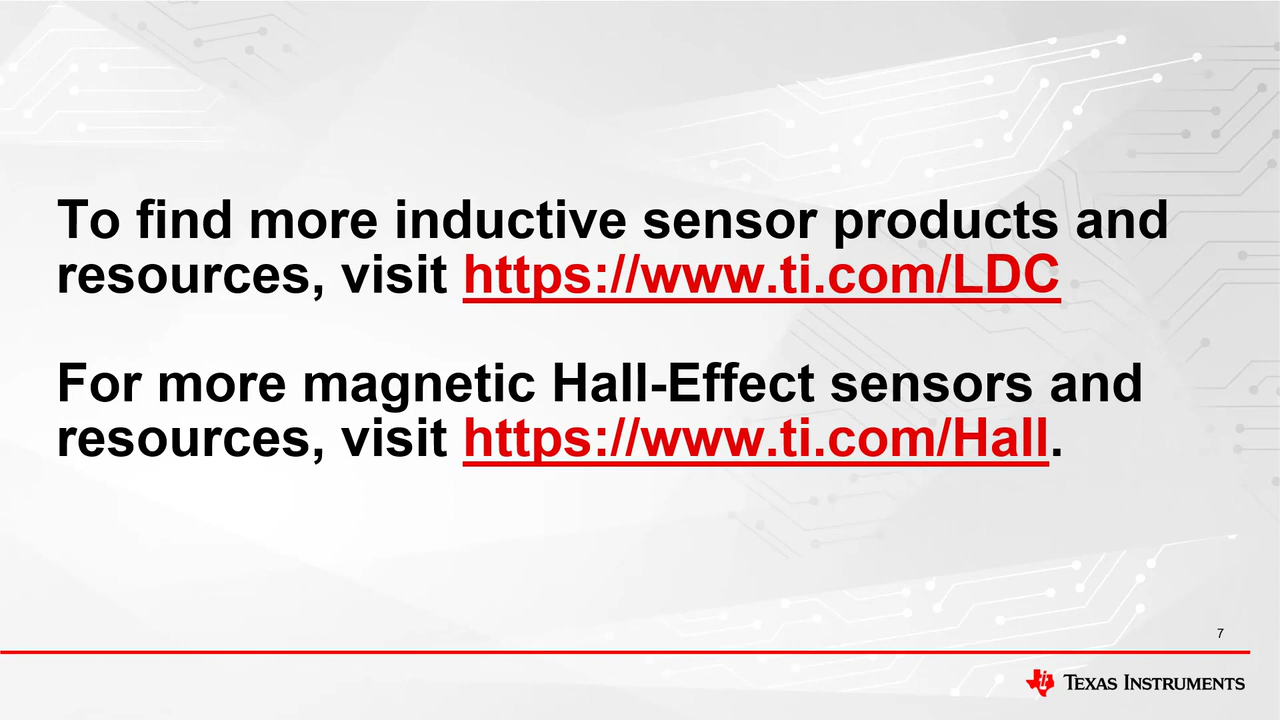 To find more inductive sensor products and
resources, visit https://www.ti.com/LDC
For more magnetic Hall-Effect sensors and
resources, visit https://www.ti.com/Hall.
7
TEXAS INSTRUMENTS